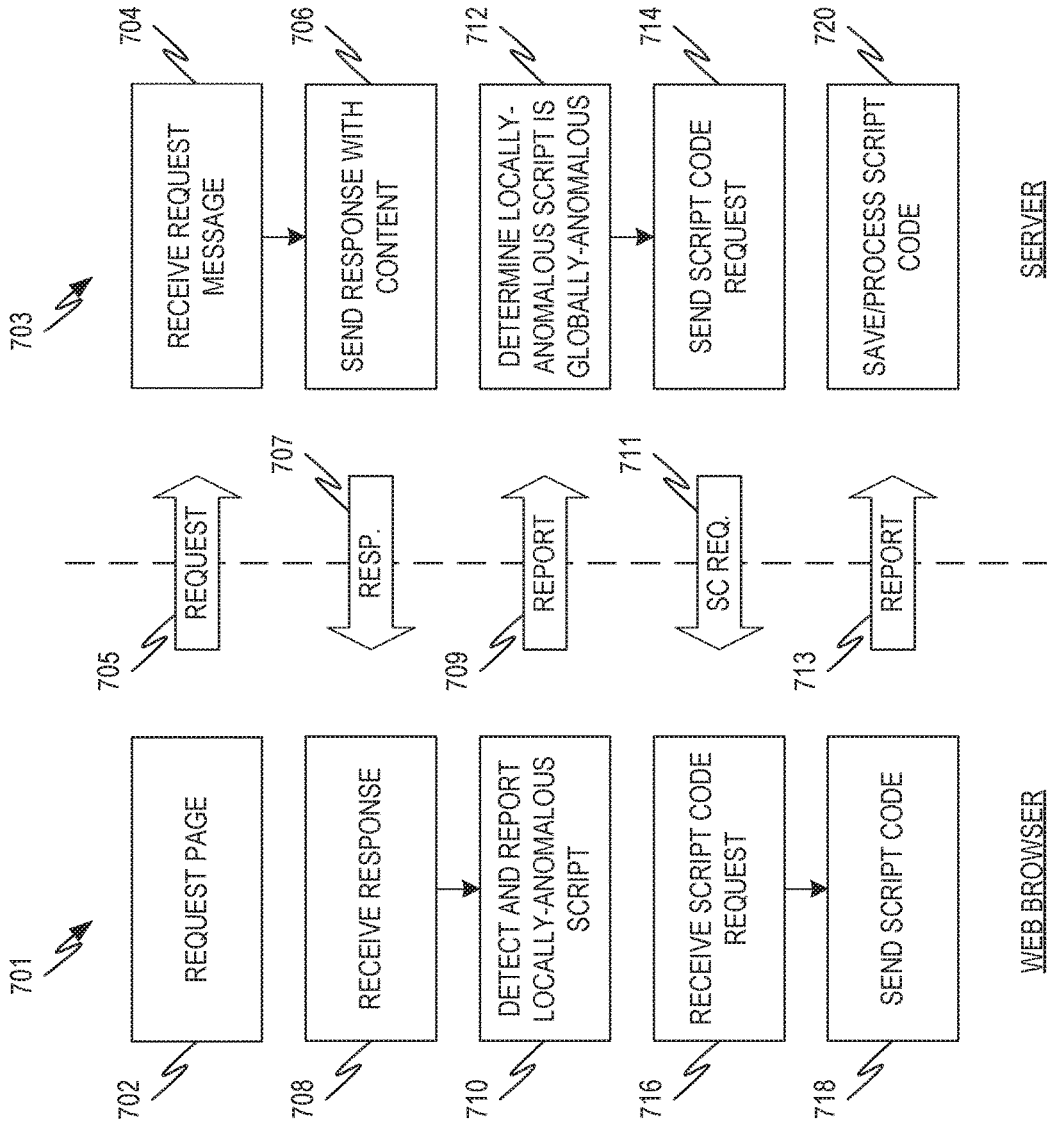 701
703
702
REQUEST PAGE
705
REQUEST
RECEIVE REQUEST
MESSAGE
704
708
RECEIVE RESPONSE
RESP.
707
SEND RESPONSE WITH
CONTENT
706
710
DETECT AND REPORT
LOCALLY-ANOMALOUS
SCRIPT
709
REPORT
DETERMINE LOCALLY-
ANOMALOUS SCRIPT IS
GLOBALLY-ANOMALOUS
712
716
RECEIVE SCRIPT CODE
REQUEST
SC REQ.
711
SEND SCRIPT CODE
REQUEST
714
718
SEND SCRIPT CODE
713
REPORT
SAVE/PROCESS SCRIPT
CODE
720
WEB BROWSER
SERVER